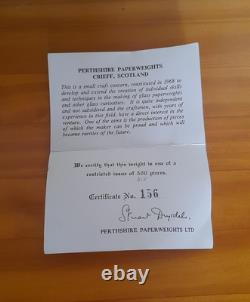 PERTHSHIRE PAPERWEIGHTS
CRIEFF, SCOTLAND
This is a small craft concern, continued in 1968 to
develop and extend the creation of individual skills
and techniques in the making of glass paperweights
and other glass curiosities. It is quite independent
and not subsidised and the craftsmen, with years of
experience in this field, have a direct interest in the
venture. One of the aims is the production of pieces
of which the maker can be proud and which will
become rarities of the future.
We certify that this weight is one of a
restricted issue of 500 pieces.
Certificate No. 156
PERTHSHIRE PAPERWEIGHTS LTD